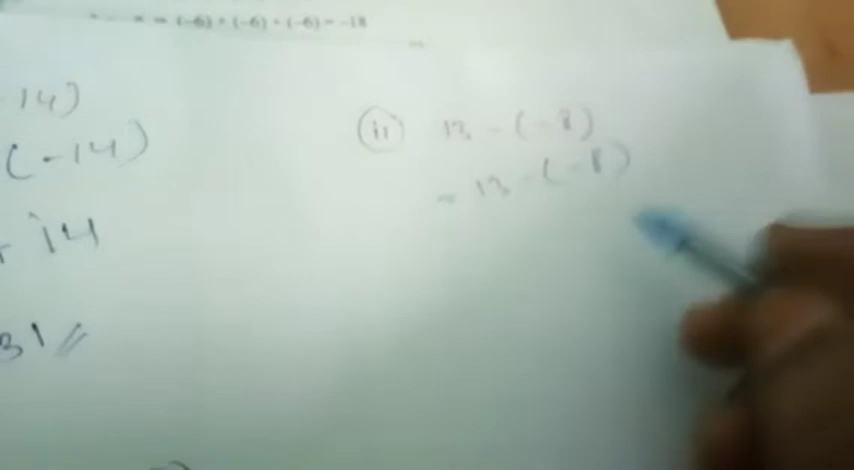 = (-6) + (-6) + (-6) = -18
14)
(-14)
+ 14
31 //
(ii) 13 - (-8)
= 13 - (-8)